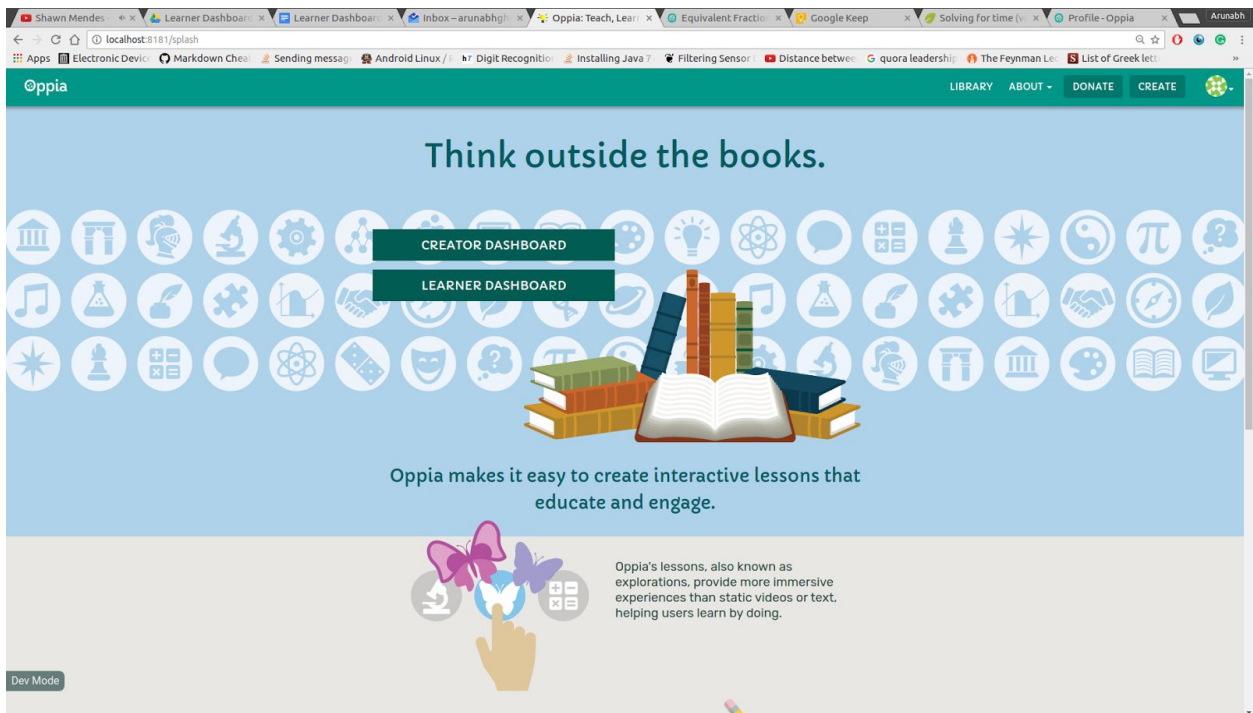 Shawn Mendes -
Learner Dashboard
Learner Dashboard
Inbox – arunabhgh
Oppia: Teach, Learn
Equivalent Fraction
Google Keep
Solving for time (v
Profile - Oppia
Arunabh
localhost:8181/splash
Apps
Electronic Device
Markdown Cheat
Sending message
Android Linux /
Digit Recognition
Installing Java 7
Filtering Sensor
Distance betwee
quora leadership
The Feynman Lec
List of Greek lett
Oppia
LIBRARY
ABOUT
DONATE
CREATE
Think outside the books.
CREATOR DASHBOARD
LEARNER DASHBOARD
Oppia makes it easy to create interactive lessons that
educate and engage.
Oppia's lessons, also known as
explorations, provide more immersive
experiences than static videos or text,
helping users learn by doing.
Dev Mode